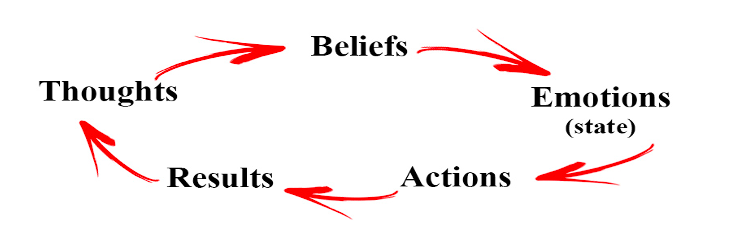 Beliefs
Thoughts
Emotions
(state)
Results
Actions